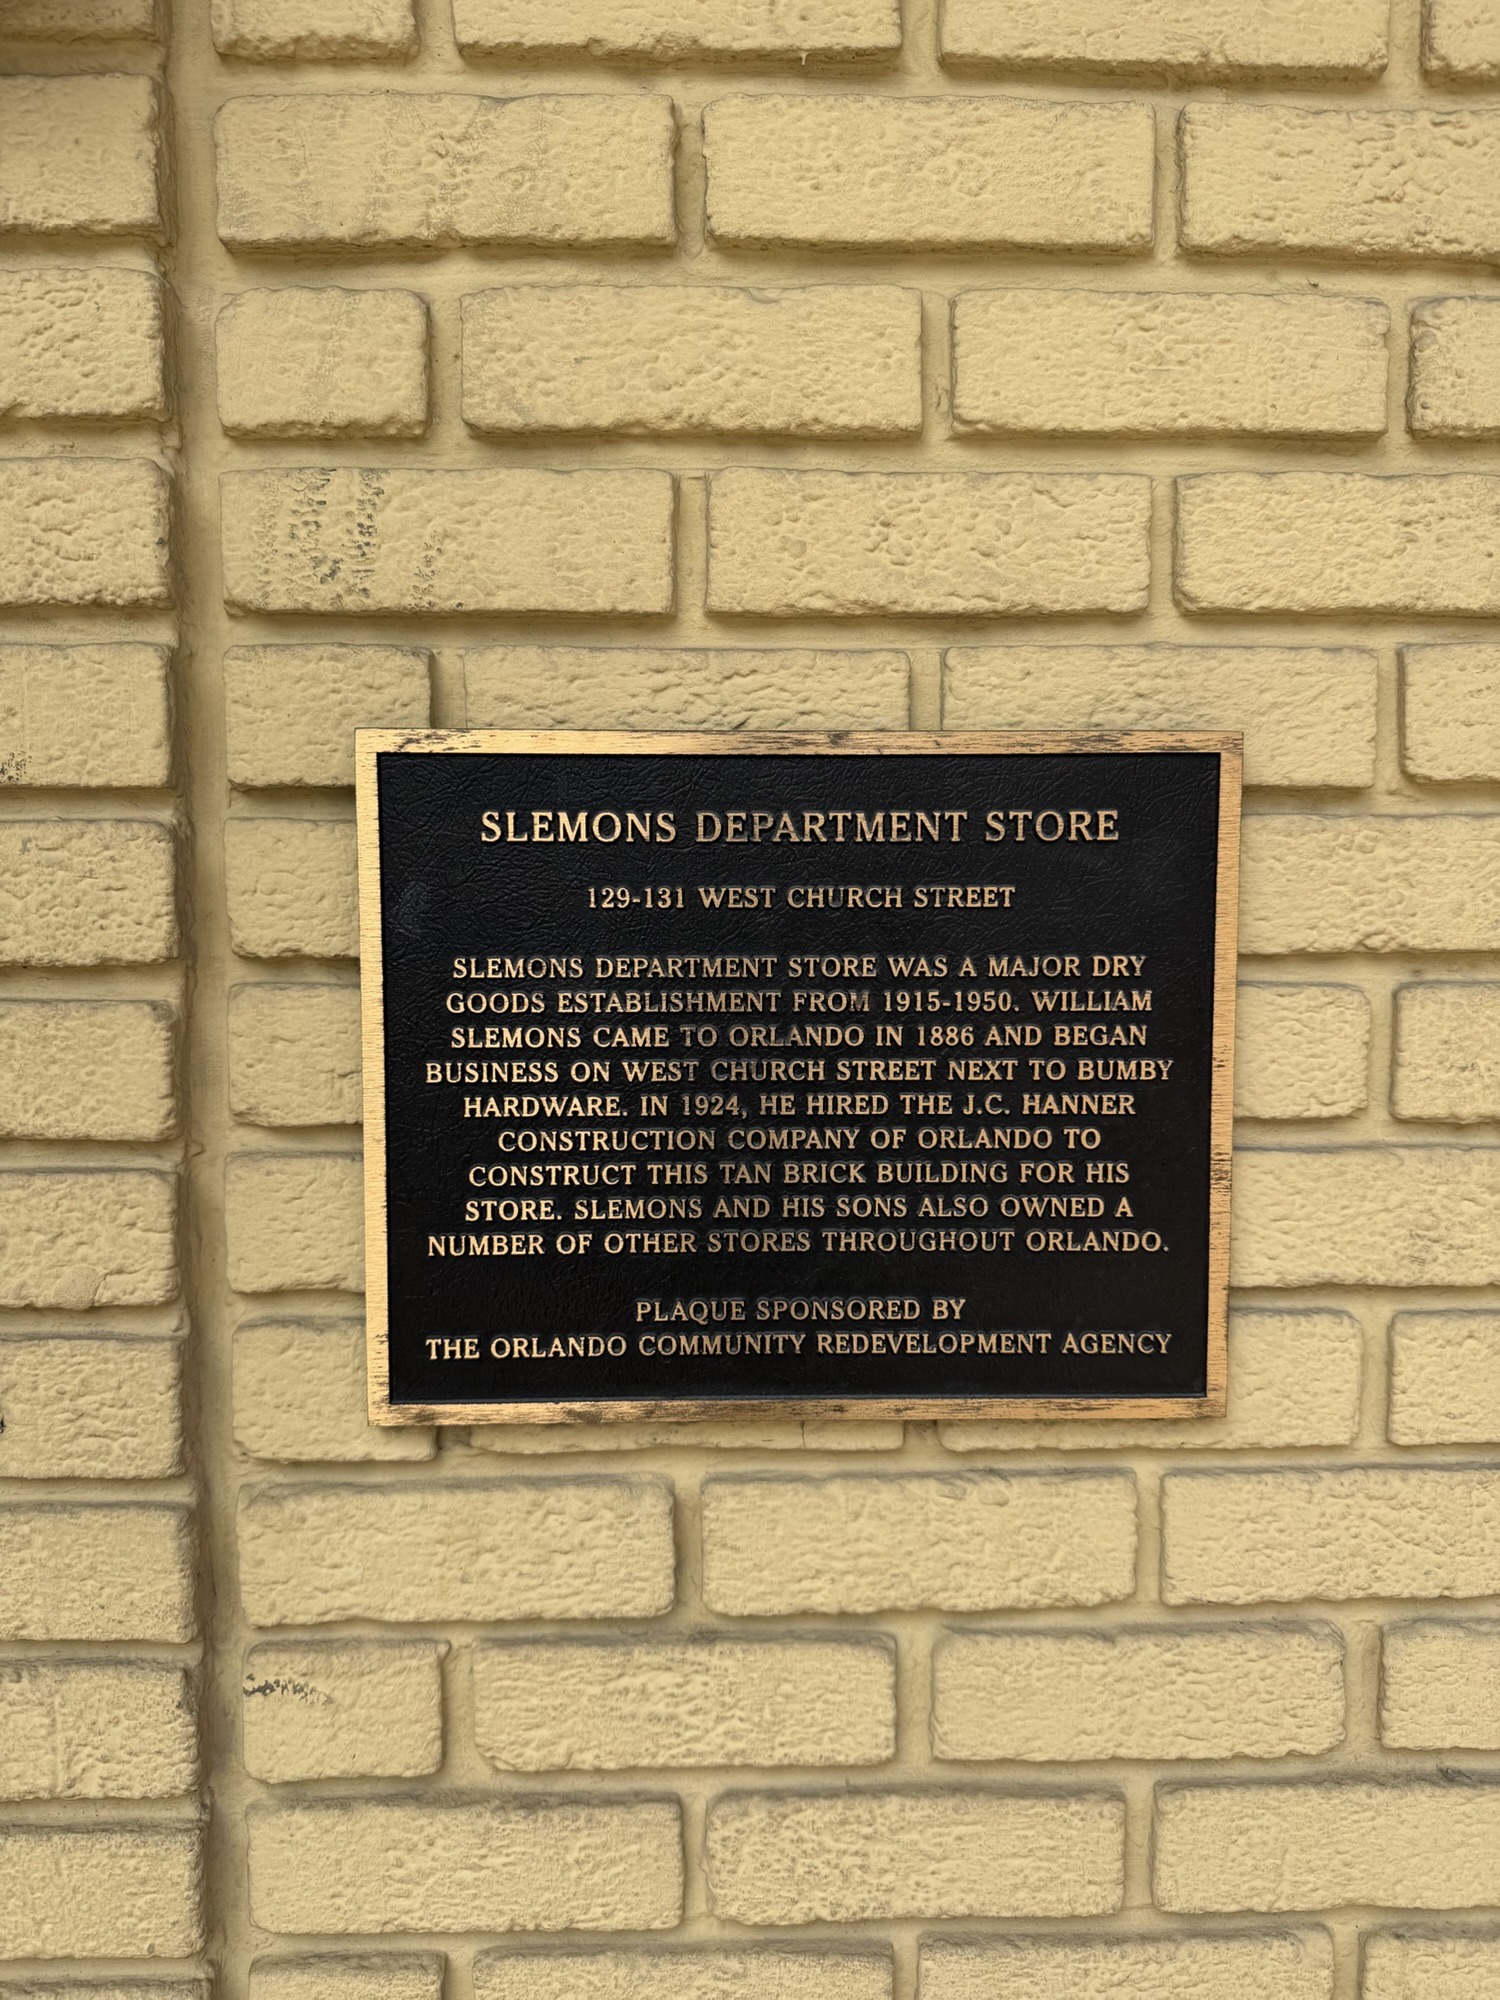 SLEMONS DEPARTMENT STORE
129-131 WEST CHURCH STREET
SLEMONS DEPARTMENT STORE WAS A MAJOR DRY
GOODS ESTABLISHMENT FROM 1915-1950. WILLIAM
SLEMONS CAME TO ORLANDO IN 1886 AND BEGAN
BUSINESS ON WEST CHURCH STREET NEXT TO BUMBY
HARDWARE. IN 1924, HE HIRED THE J.C. HANNER
CONSTRUCTION COMPANY OF ORLANDO TO
CONSTRUCT THIS TAN BRICK BUILDING FOR HIS
STORE. SLEMONS AND HIS SONS ALSO OWNED A
NUMBER OF OTHER STORES THROUGHOUT ORLANDO.
PLAQUE SPONSORED BY
THE ORLANDO COMMUNITY REDEVELOPMENT AGENCY